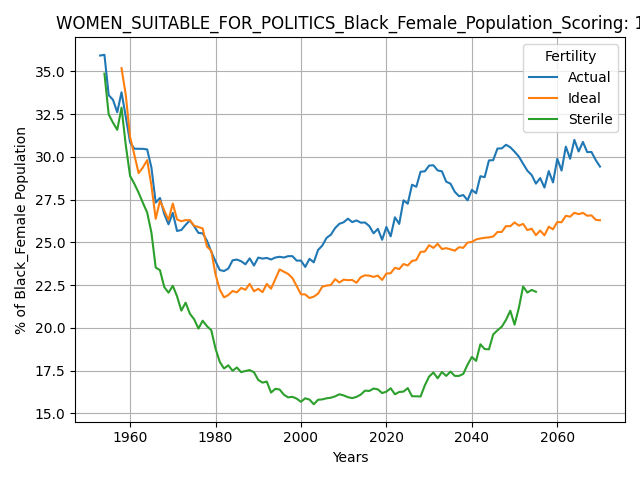 WOMEN_SUITABLE_FOR_POLITICS_Black_Female_Population_Scoring: 1
Fertility
Actual
Ideal
Sterile
% of Black_Female Population
35.0
32.5
30.0
27.5
25.0
22.5
20.0
17.5
15.0
1960
1980
2000
2020
2040
2060
Years